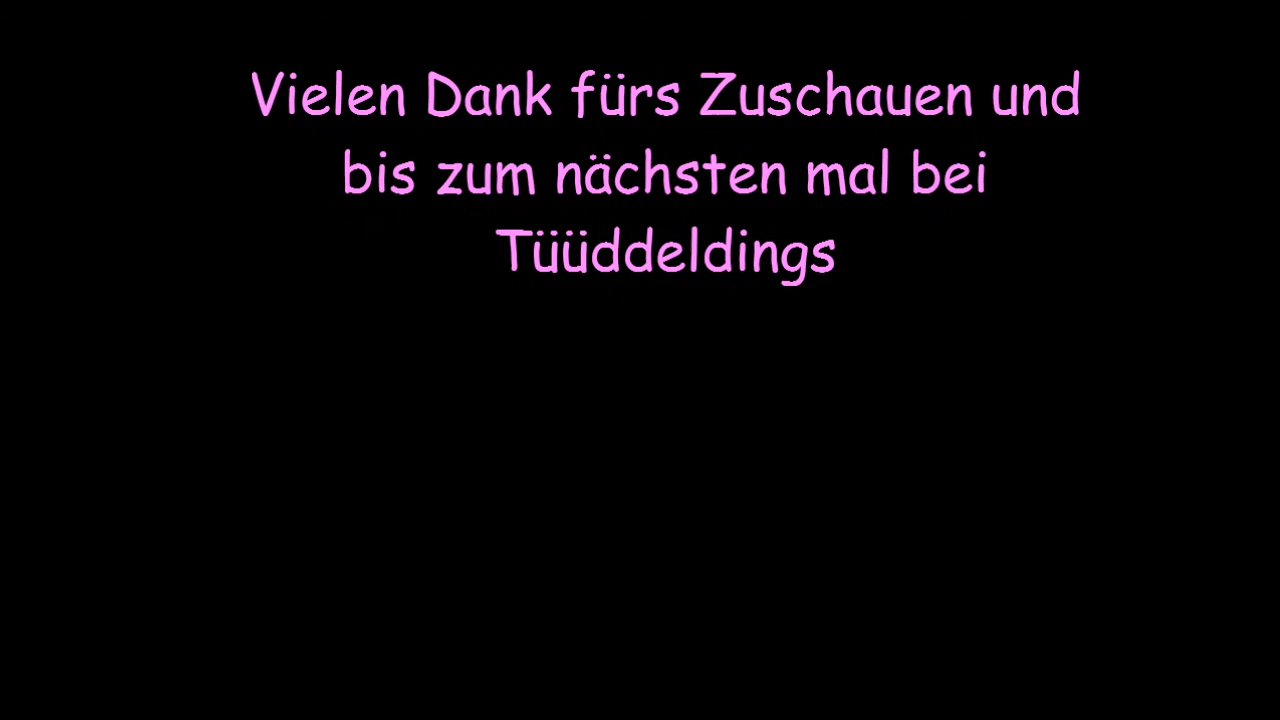 Vielen Dank fürs Zuschauen und
bis zum nächsten mal bei
Tüüddeldings